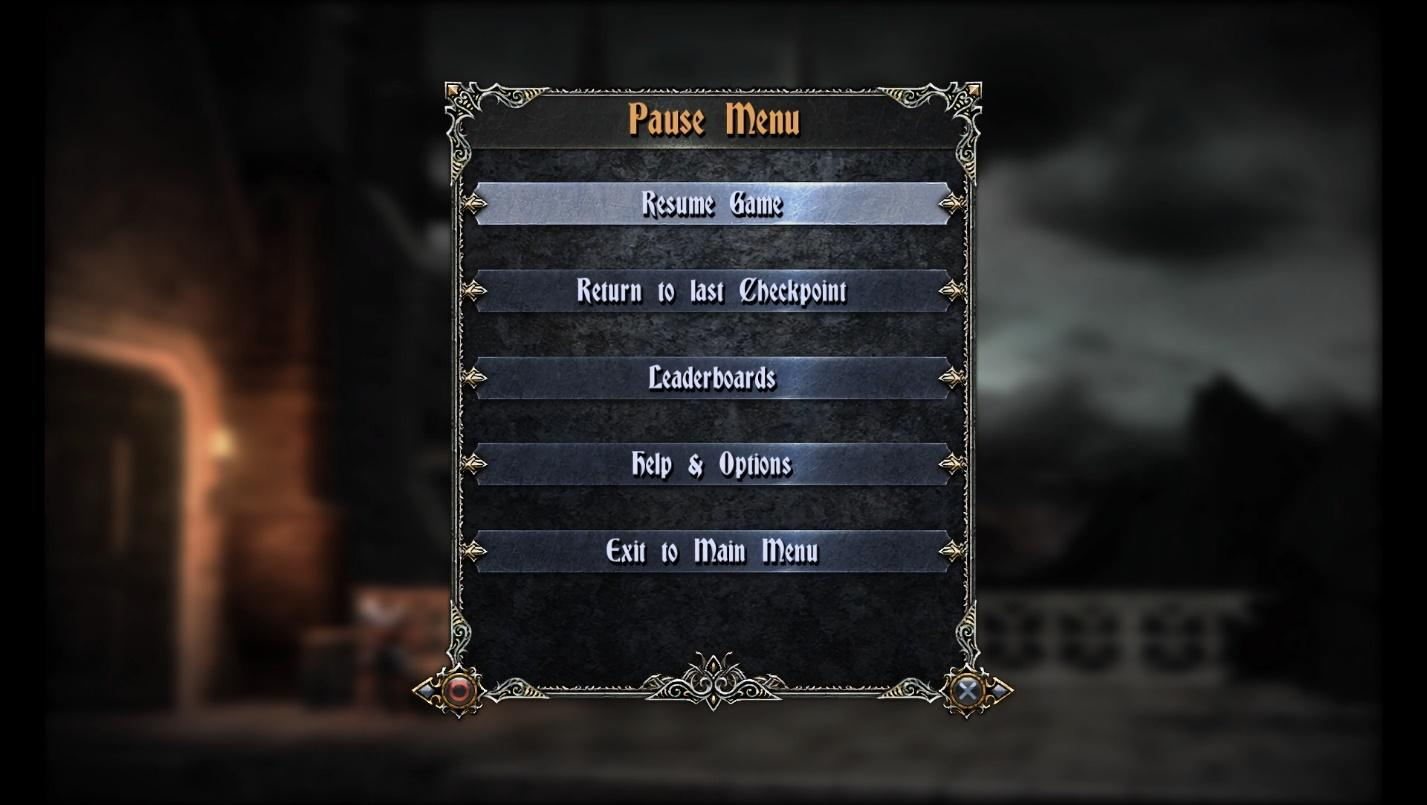 Pause Menu
Resume Game
Return to last Checkpoint
Leaderboards
Help & Options
Exit to Main Menu